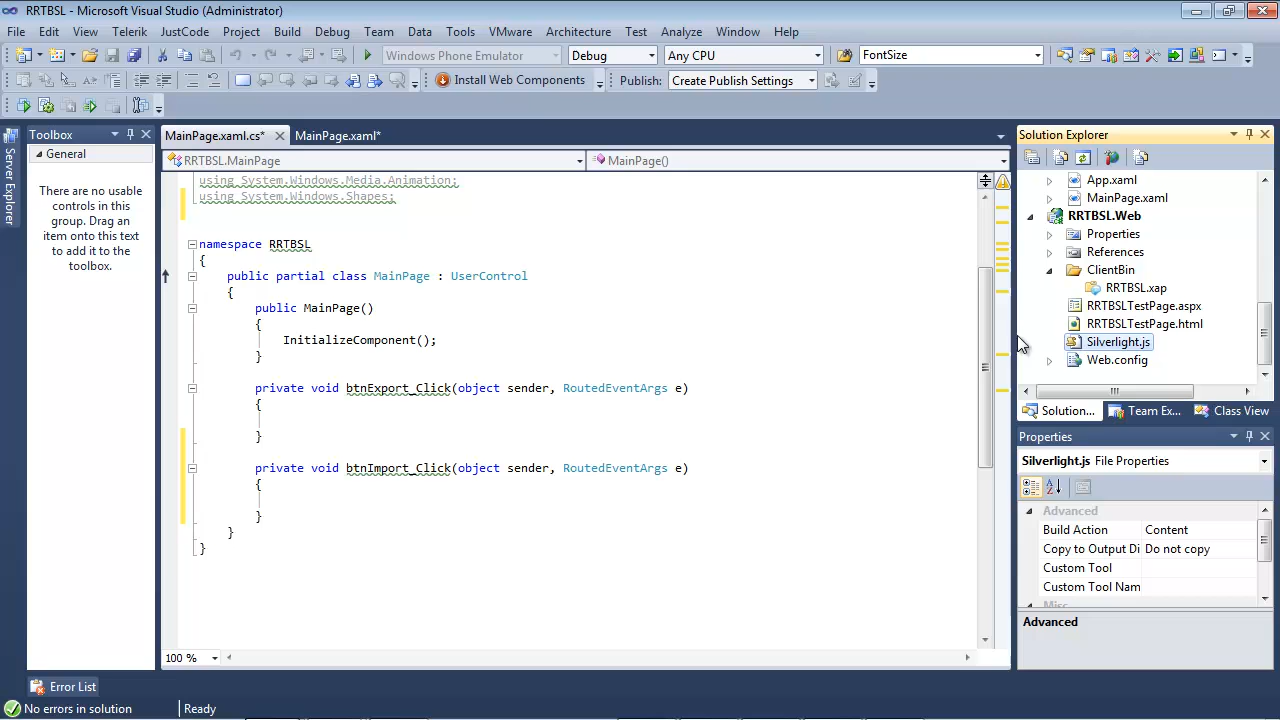 RRTBSL - Microsoft Visual Studio (Administrator)
File Edit View Telerik JustCode Project Build Debug Team Data Tools VMware Architecture Test Analyze Window Help
Windows Phone Emulator Debug Any CPU FontSize
Install Web Components Publish: Create Publish Settings
Server Explorer
Toolbox
General
There are no usable
controls in this
group. Drag an
item onto this text
to add it to the
toolbox.
MainPage.xaml.cs* MainPage.xaml*
RRTBSL.MainPage MainPage()
using System.Windows.Media.Animation;
using System.Windows.Shapes;
namespace RRTBSL
{
public partial class MainPage : UserControl
{
public MainPage()
{
InitializeComponent();
}
private void btnExport_Click(object sender, RoutedEventArgs e)
{
}
private void btnImport_Click(object sender, RoutedEventArgs e)
{
}
}
}
100 %
Solution Explorer
App.xaml
MainPage.xaml
RRTBSL.Web
Properties
References
ClientBin
RRTBSL.xap
RRTBSLTestPage.aspx
RRTBSLTestPage.html
Silverlight.js
Web.config
Solution... Team Ex... Class View
Properties
Silverlight.js File Properties
Advanced
Build Action Content
Copy to Output Di Do not copy
Custom Tool
Custom Tool Nam
Misc
Advanced
Error List
No errors in solution Ready